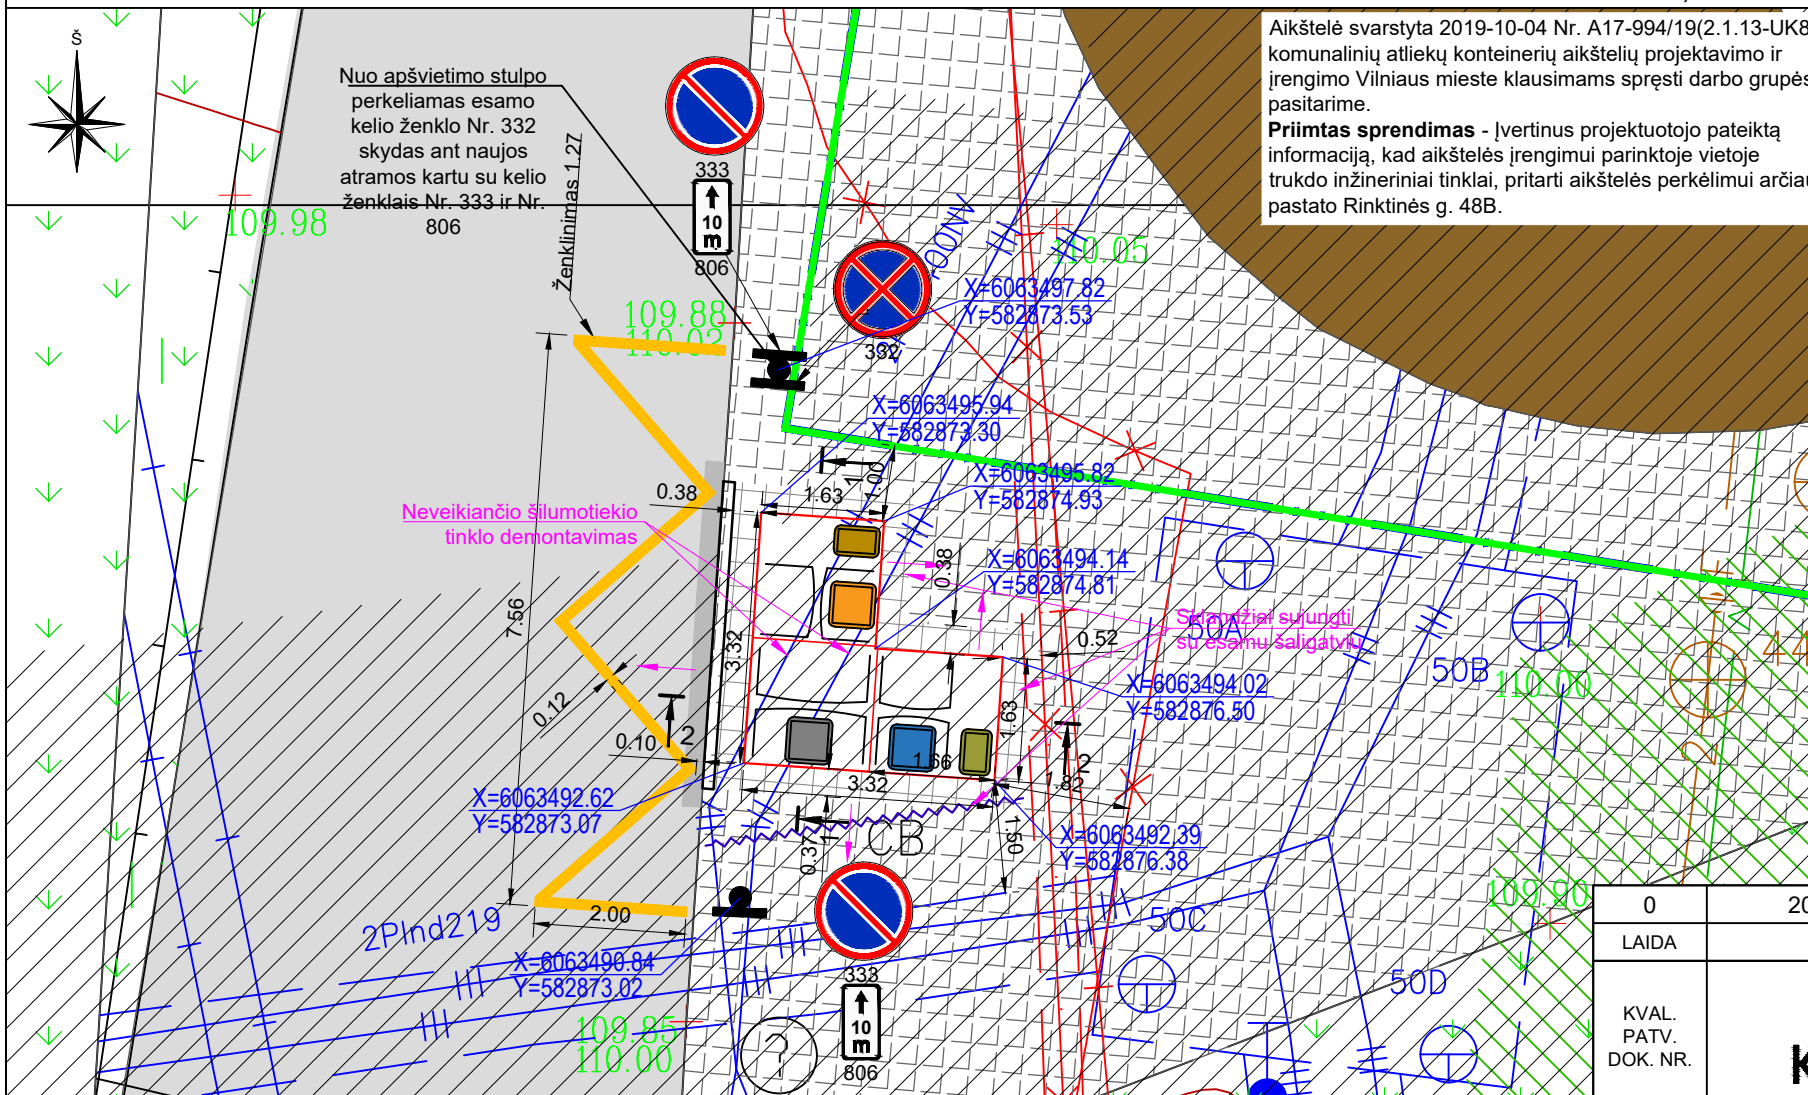 Aikštelė svarstyta 2019-10-04 Nr. A17-994/19(2.1.13-UK8
komunalinių atliekų konteinerių aikštelių projektavimo ir
įrengimo Vilniaus mieste klausimams spręsti darbo grupės
pasitarime.
Priimtas sprendimas - Įvertinus projektuotojo pateiktą
informaciją, kad aikštelės įrengimui parinktoje vietoje
trukdo inžineriniai tinklai, pritarti aikštelės perkėlimui arčiau
pastato Rinktinės g. 48B.
Š
Nuo apšvietimo stulpo
perkeliamas esamo
kelio ženklo Nr. 332
skydas ant naujos
atramos kartu su kelio
ženklais Nr. 333 ir Nr.
806
Ženklinimas 1.27
333
10
m
806
332
109.98
109.88
110.02
110.05
X=6063497.82
Y=582873.53
X=6063495.94
Y=582873.30
X=6063495.82
Y=582874.93
X=6063494.14
Y=582874.81
X=6063494.02
Y=582876.50
X=6063492.62
Y=582873.07
X=6063492.39
Y=582876.38
X=6063490.84
Y=582873.02
Neveikiančio šilumotiekio
tinklo demontavimas
Sklandžiai sujungti
su esamu šaligatviu
0.38
1.63
1.00
1
0.38
0.52
7.56
3.32
0.12
0.10
2
1.63
1.66
3.32
2
1.82
1.50
0.37
1
2.00
CB
50A
50B
50C
50D
110.00
109.90
44
2PInd219
109.85
110.00
333
10
m
806
0
20
LAIDA
KVAL.
PATV.
DOK. NR.
K